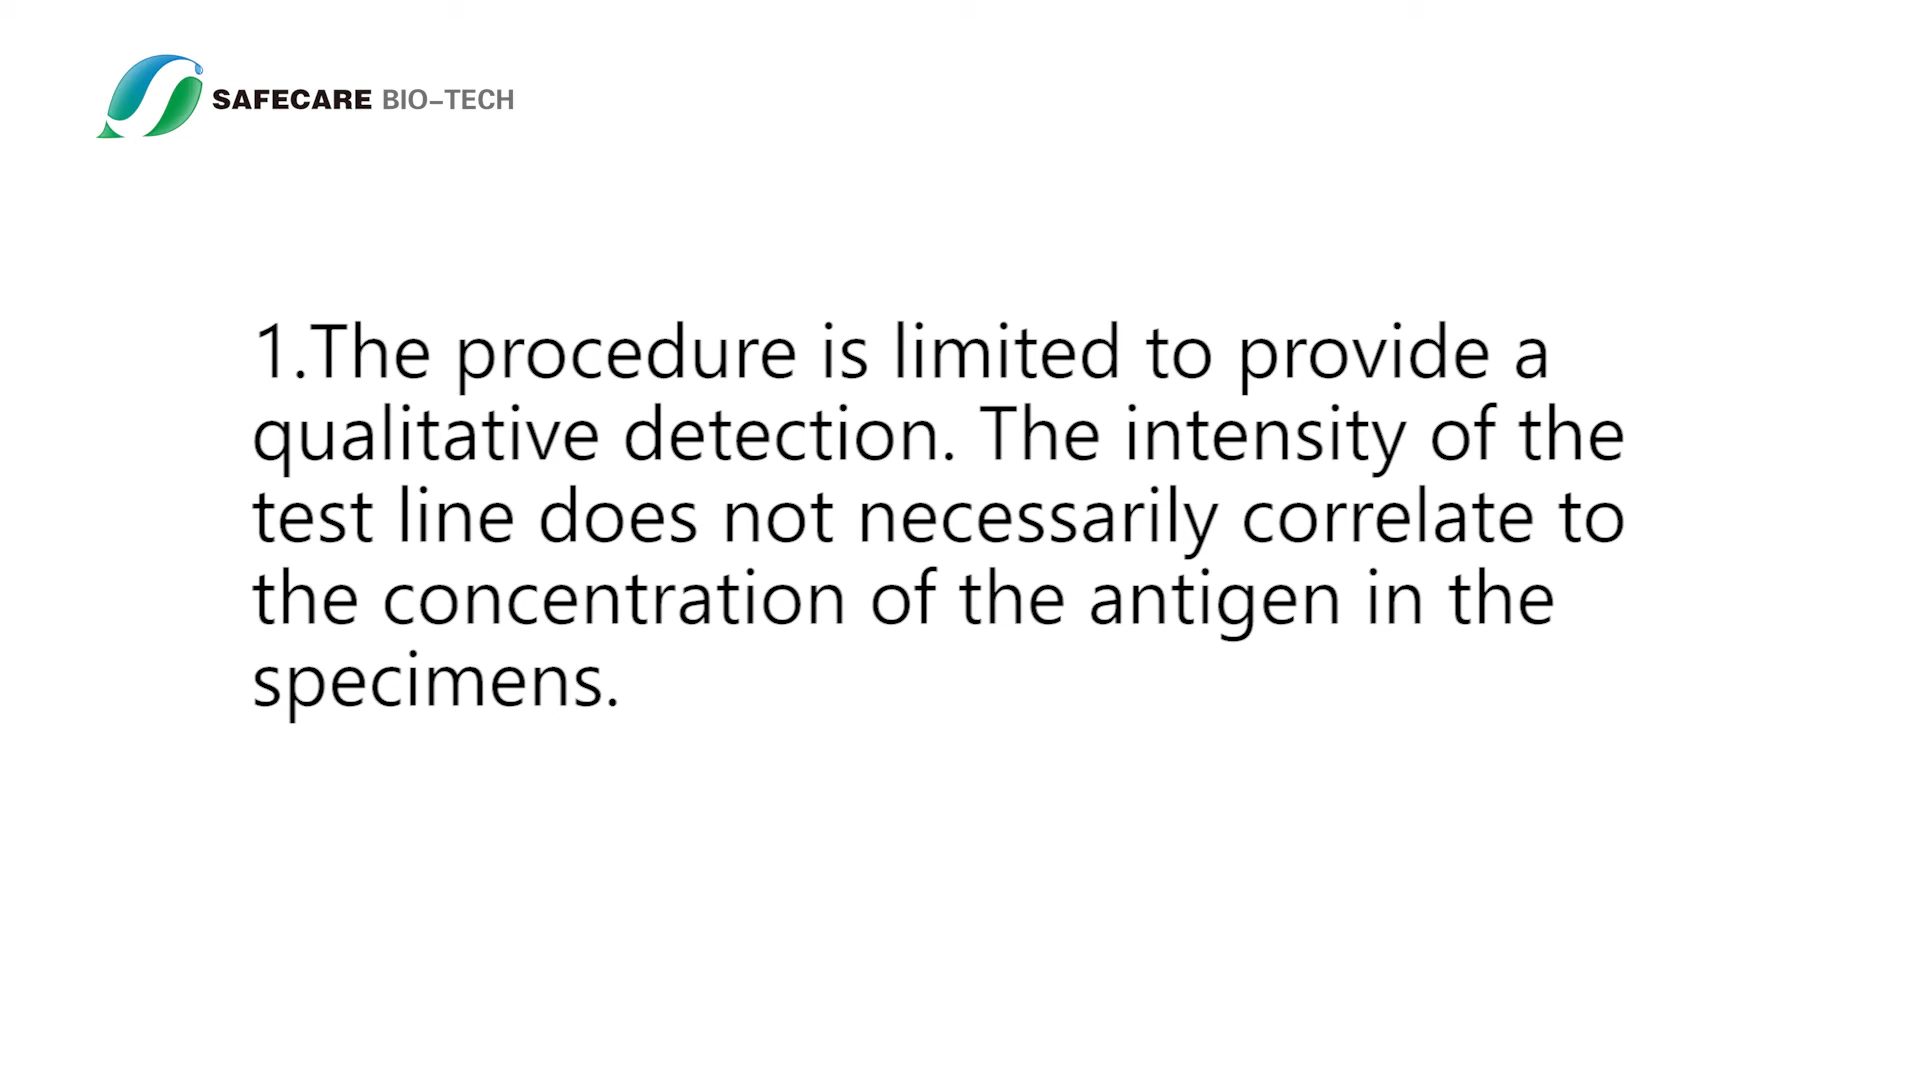 SAFECARE BIO-TECH
1.The procedure is limited to provide a
qualitative detection. The intensity of the
test line does not necessarily correlate to
the concentration of the antigen in the
specimens.